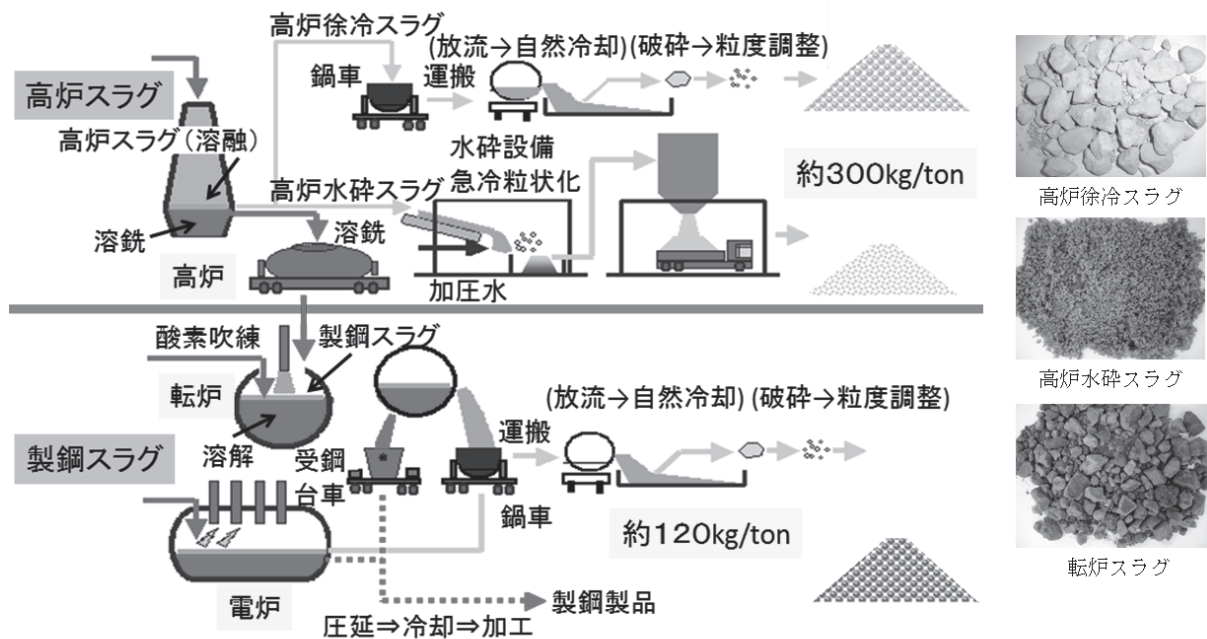 高炉徐冷スラグ
(放流→自然冷却)(破砕→粒度調整)
鍋車
運搬
高炉スラグ
高炉スラグ(溶融)
高炉水砕スラグ
水砕設備
急冷粒状化
約300kg/ton
溶銑
溶銑
高炉
加圧水
酸素吹練
製鋼スラグ
転炉
溶解
(放流→自然冷却) (破砕→粒度調整)
運搬
製鋼スラグ
受鋼
台車
鍋車
約120kg/ton
電炉
製鋼製品
圧延⇒冷却⇒加工
高炉徐冷スラグ
高炉水砕スラグ
転炉スラグ